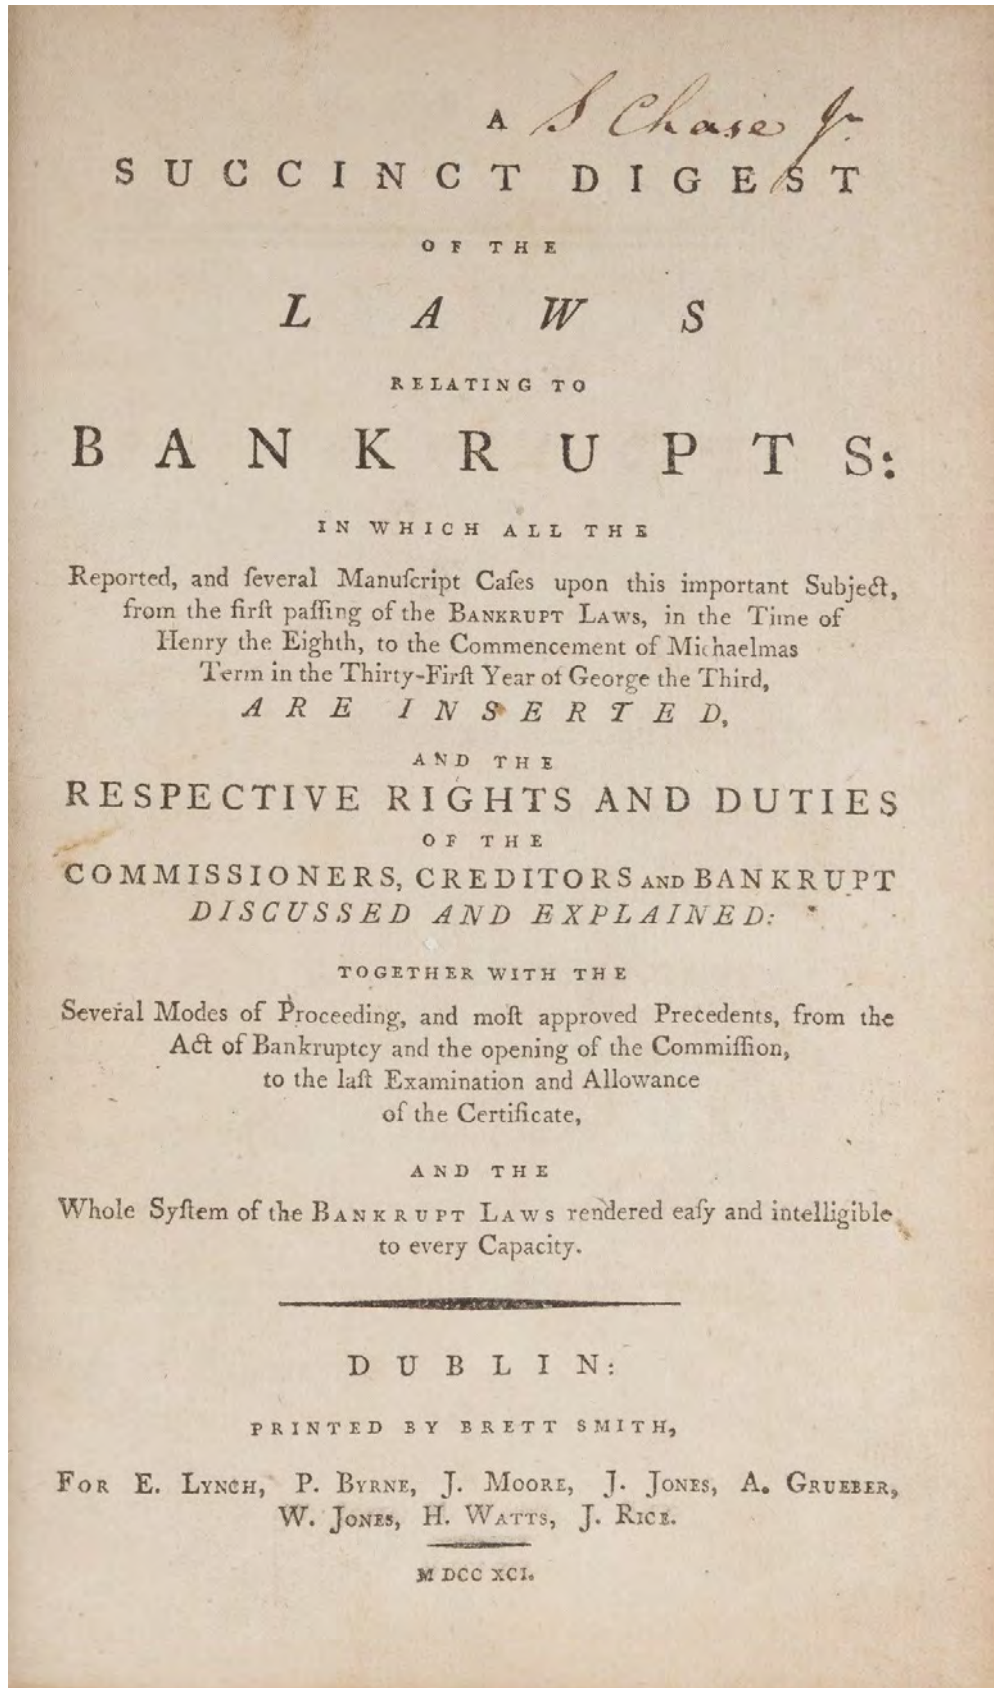 A S Chase Jr.
SUCCINCT DIGEST
OF THE
LAWS
RELATING TO
BANKRUPTS:
IN WHICH ALL THE
Reported, and ſeveral Manuſcript Caſes upon this important Subject,
from the firſt paſſing of the BANKRUPT LAWS, in the Time of
Henry the Eighth, to the Commencement of Michaelmas
Term in the Thirty-Firſt Year of George the Third,
ARE INSERTED,
AND THE
RESPECTIVE RIGHTS AND DUTIES
OF THE
COMMISSIONERS, CREDITORS AND BANKRUPT
DISCUSSED AND EXPLAINED:
TOGETHER WITH THE
Several Modes of Proceeding, and moſt approved Precedents, from the
Act of Bankruptcy and the opening of the Commiſſion,
to the laſt Examination and Allowance
of the Certificate,
AND THE
Whole Syſtem of the BANKRUPT LAWS rendered eaſy and intelligible
to every Capacity.
DUBLIN:
PRINTED BY BRETT SMITH,
FOR E. LYNCH, P. BYRNE, J. MOORE, J. JONES, A. GRUEBER,
W. JONES, H. WATTS, J. RICE.
M DCC XCI.